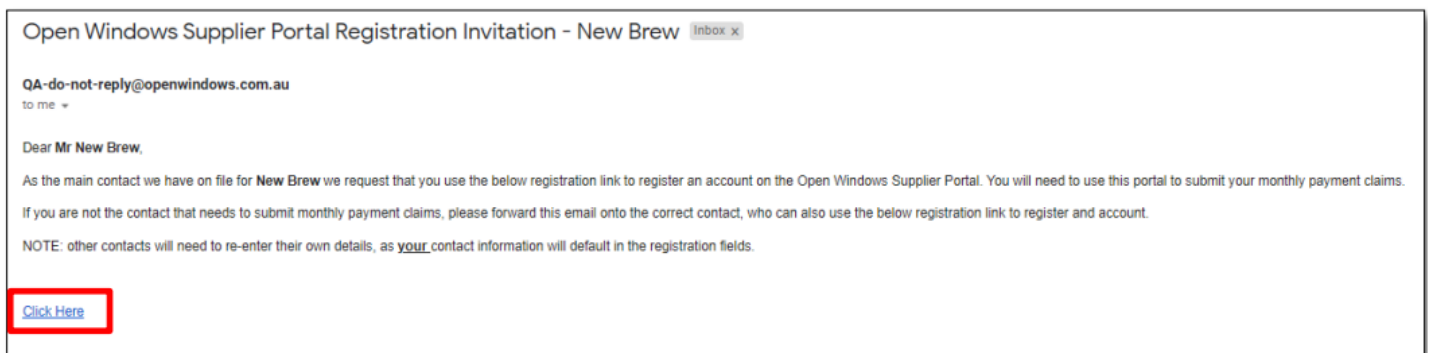 Open Windows Supplier Portal Registration Invitation - New Brew Inbox x
QA-do-not-reply@openwindows.com.au
to me
Dear Mr New Brew,
As the main contact we have on file for New Brew we request that you use the below registration link to register an account on the Open Windows Supplier Portal. You will need to use this portal to submit your monthly payment claims.
If you are not the contact that needs to submit monthly payment claims, please forward this email onto the correct contact, who can also use the below registration link to register and account.
NOTE: other contacts will need to re-enter their own details, as your contact information will default in the registration fields.
Click Here